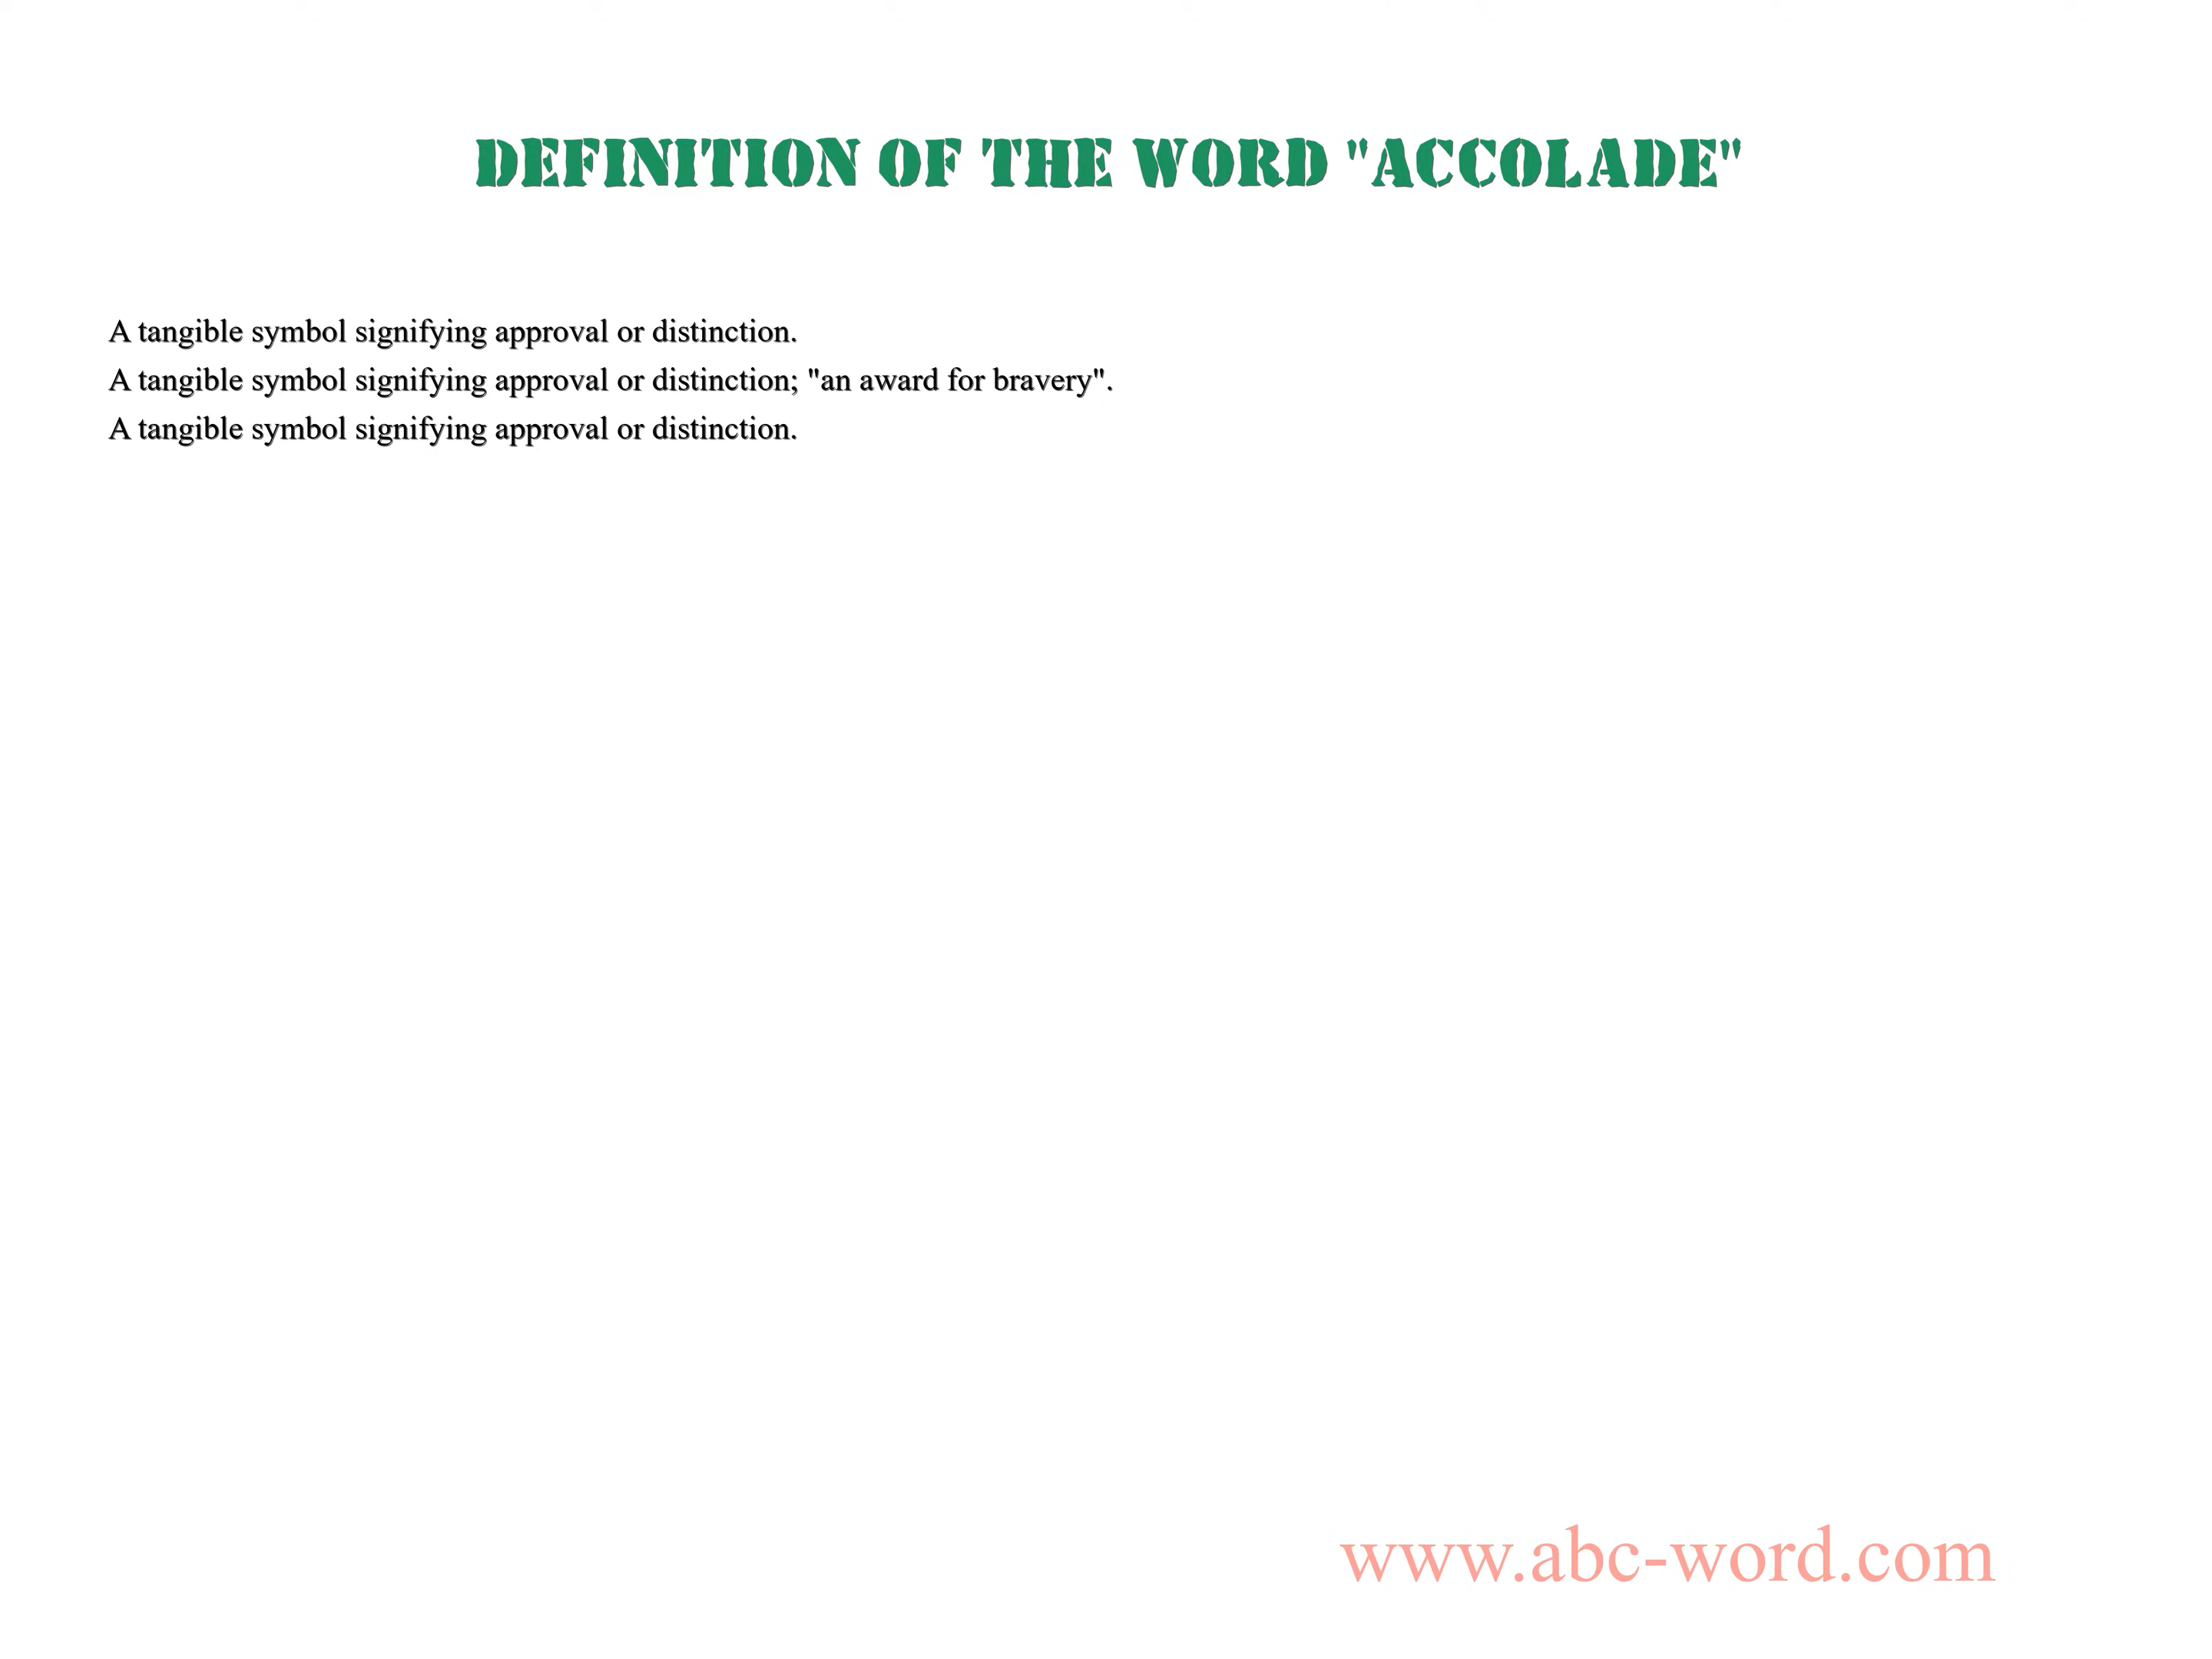 DEFINITION OF THE WORD "ACCOLADE"
A tangible symbol signifying approval or distinction.
A tangible symbol signifying approval or distinction; "an award for bravery".
A tangible symbol signifying approval or distinction.
www.abc-word.com